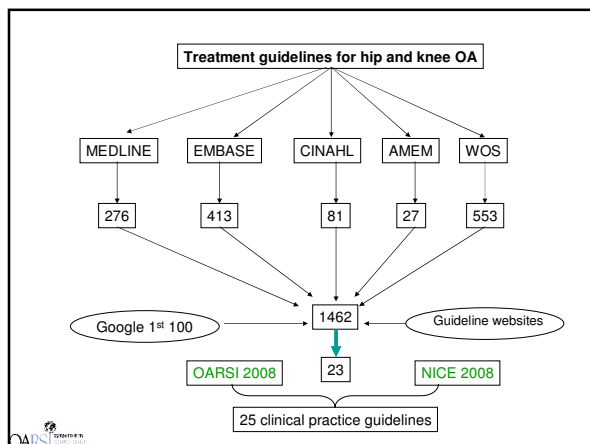 Treatment guidelines for hip and knee OA
MEDLINE EMBASE CINAHL AMEM WOS
276 413 81 27 553
Google 1st 100 1462 Guideline websites
OARSI 2008 23 NICE 2008
25 clinical practice guidelines
OARSI